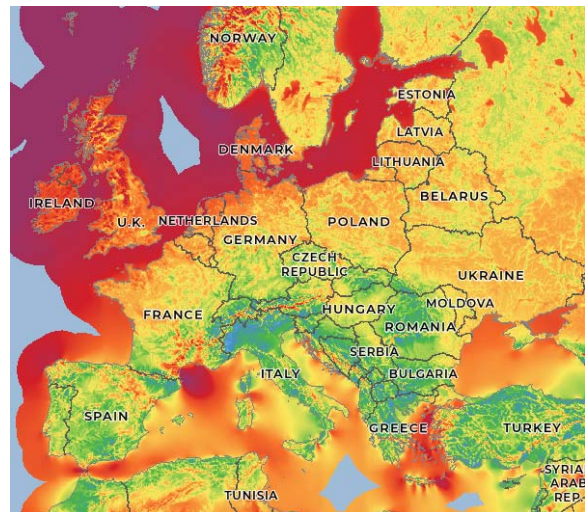 NORWAY
ESTONIA
LATVIA
DENMARK
LITHUANIA
BELARUS
IRELAND
U.K.
NETHERLANDS
POLAND
GERMANY
CZECH
REPUBLIC
UKRAINE
FRANCE
HUNGARY
MOLDOVA
ROMANIA
SERBIA
ITALY
BULGARIA
SPAIN
GREECE
TURKEY
SYRIA
ARAB
REP.
TUNISIA